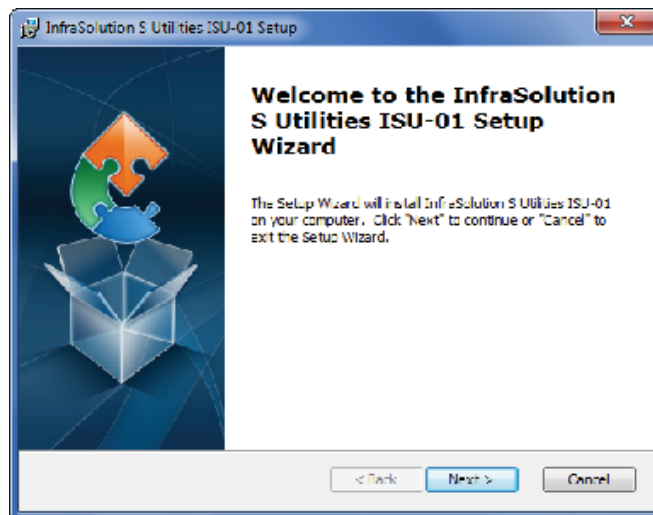 InfraSolution S Utilities ISU-01 Setup
Welcome to the InfraSolution
S Utilities ISU-01 Setup
Wizard
The Setup Wizard will install InfraSolution S Utilities ISU-01
on your computer. Click "Next" to continue or "Cancel" to
exit the Setup Wizard.
< Back Next > Cancel